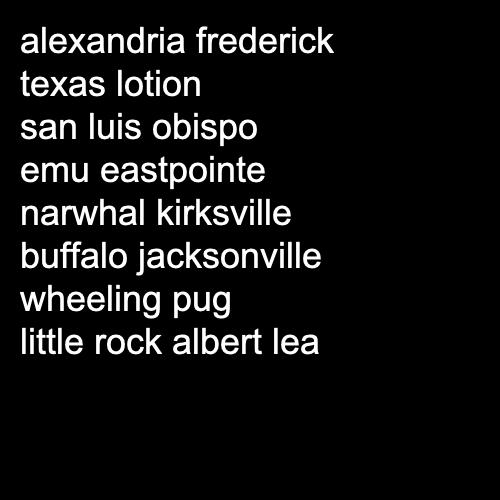 alexandria frederick
texas lotion
san luis obispo
emu eastpointe
narwhal kirksville
buffalo jacksonville
wheeling pug
little rock albert lea